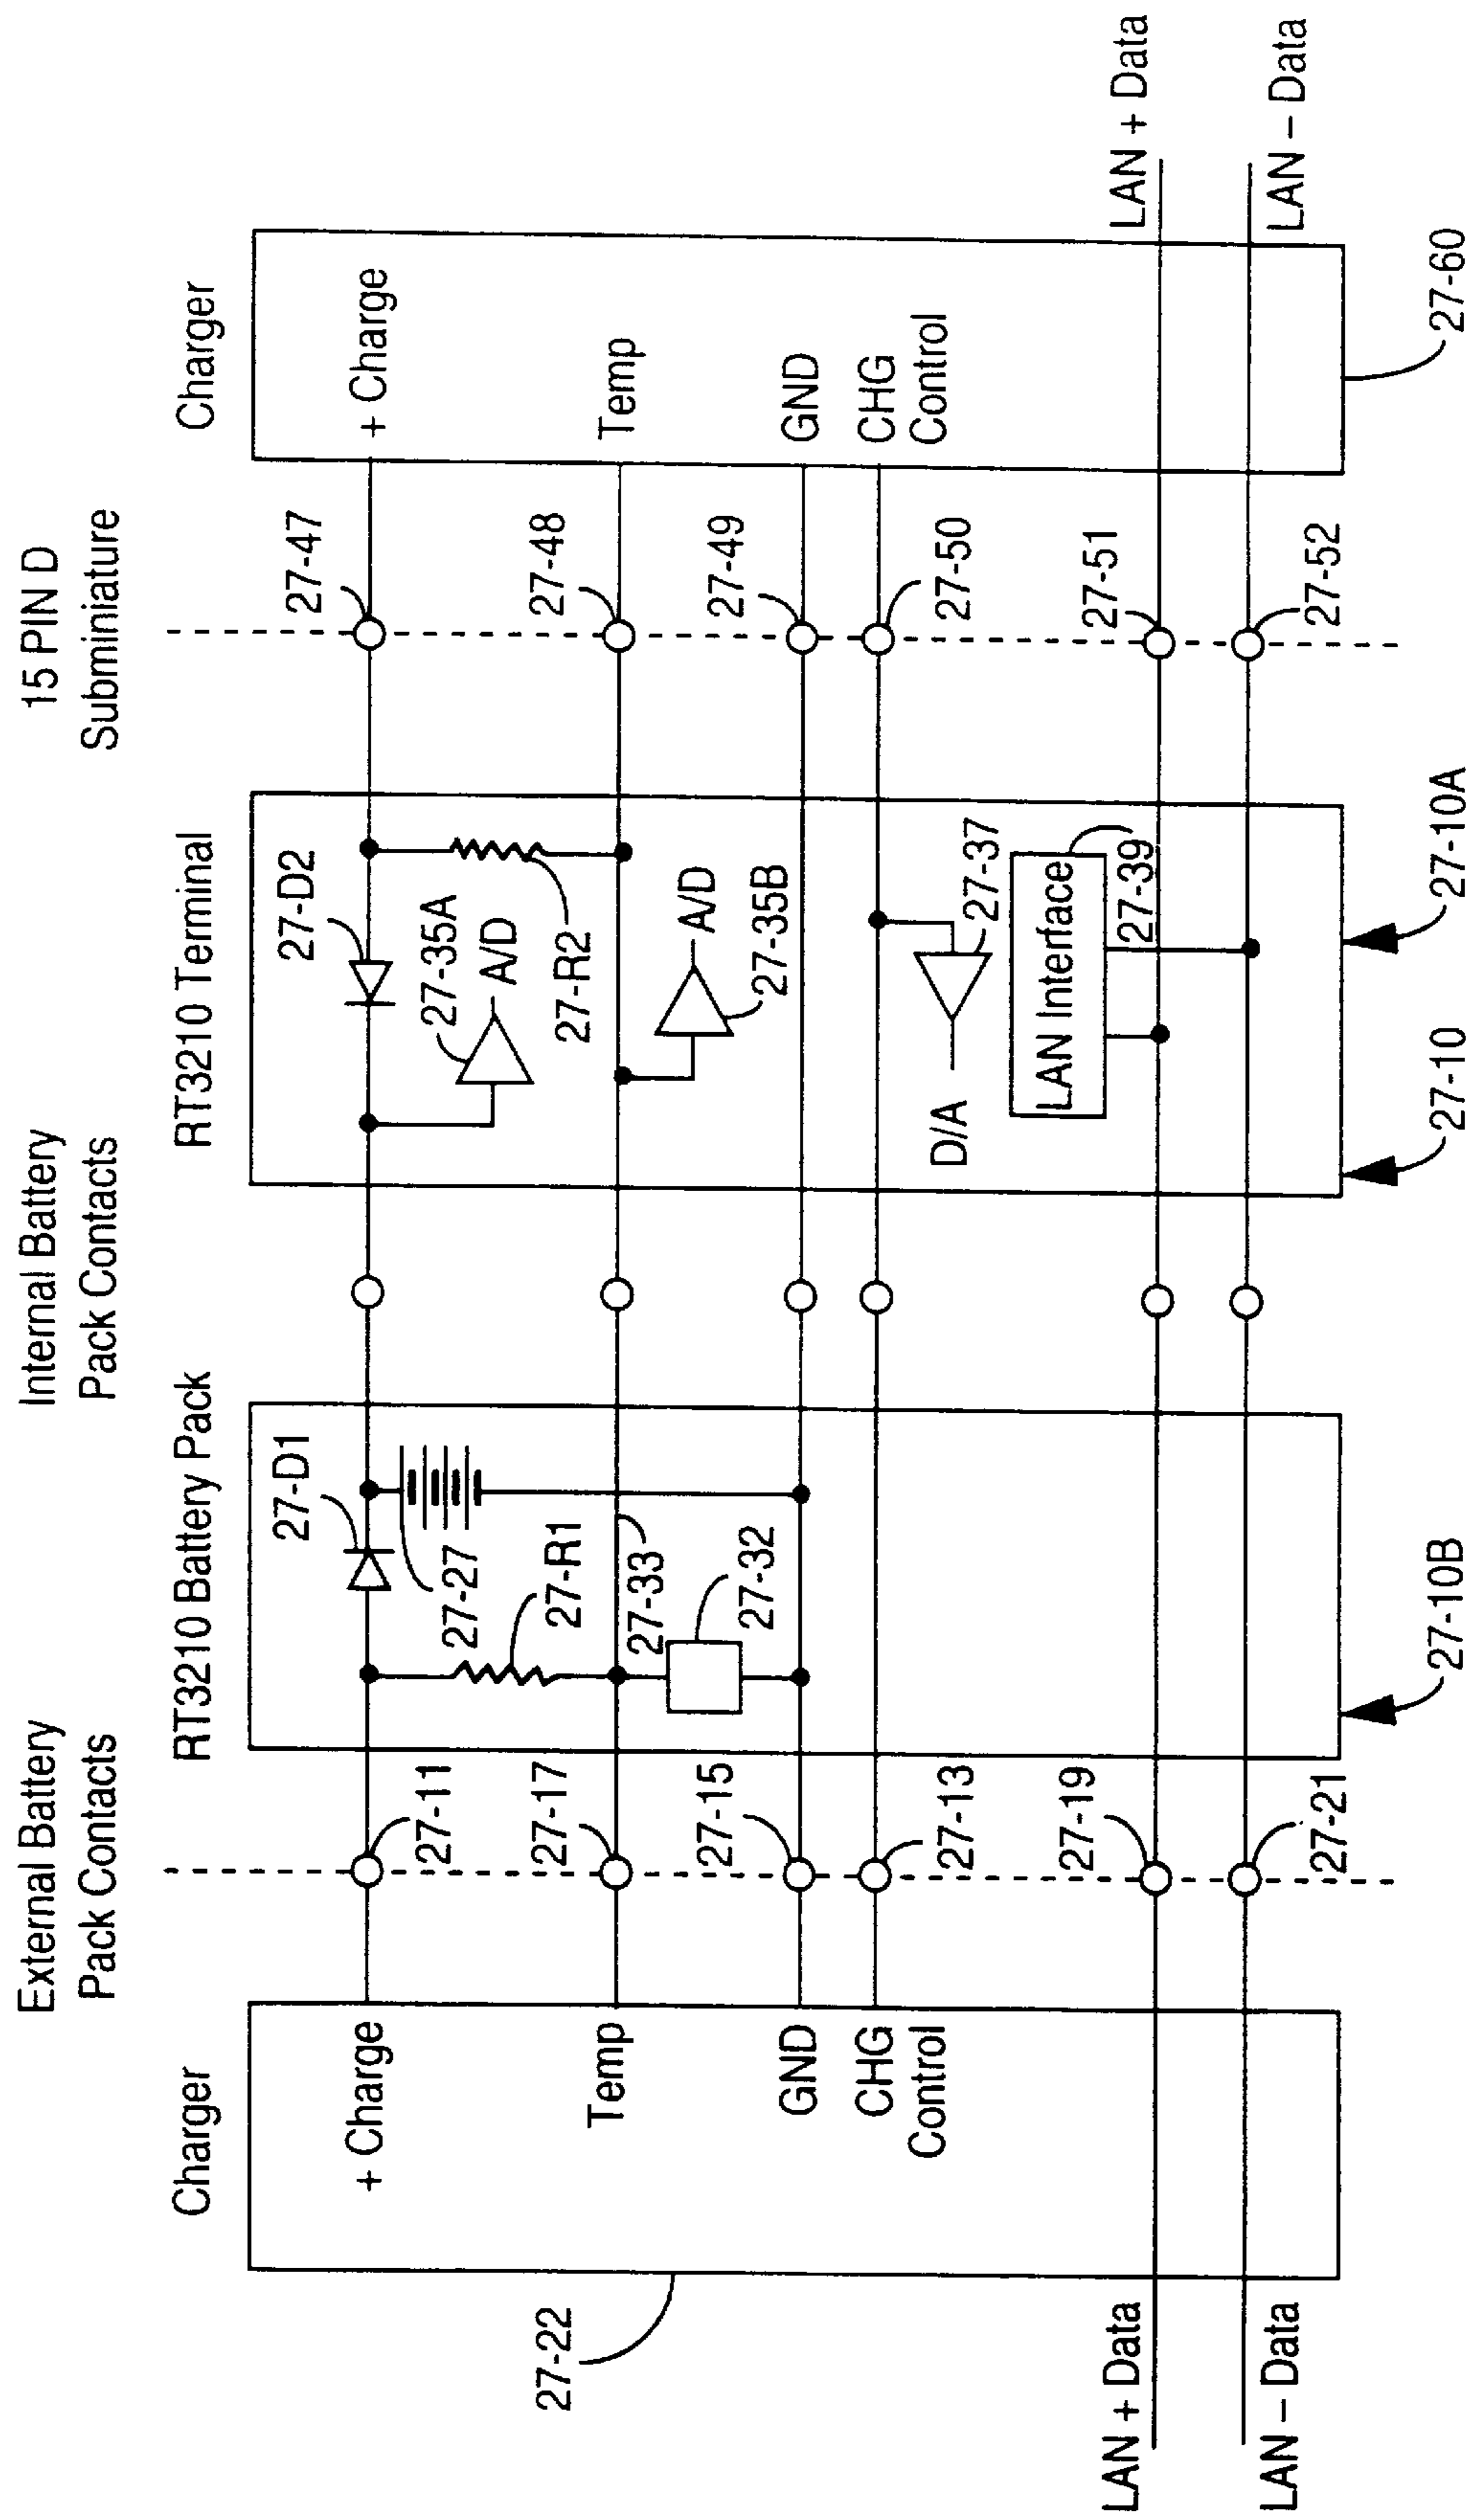 External Battery
Pack Contacts
Internal Battery
Pack Contacts
15 PIN D
Subminiature
Charger
RT3210 Battery Pack
RT3210 Terminal
Charger
+ Charge
Temp
GND
CHG
Control
27-22
LAN + Data
LAN – Data
27-11
27-17
27-15
27-13
27-19
27-21
27-D1
27-27
27-R1
27-33
27-32
27-10B
27-D2
27-35A
A/D
27-R2
A/D
27-35B
27-37
D/A
LAN Interface
27-39
27-10
27-10A
27-47
27-48
27-49
27-50
27-51
27-52
+ Charge
Temp
GND
CHG
Control
LAN + Data
LAN – Data
27-60